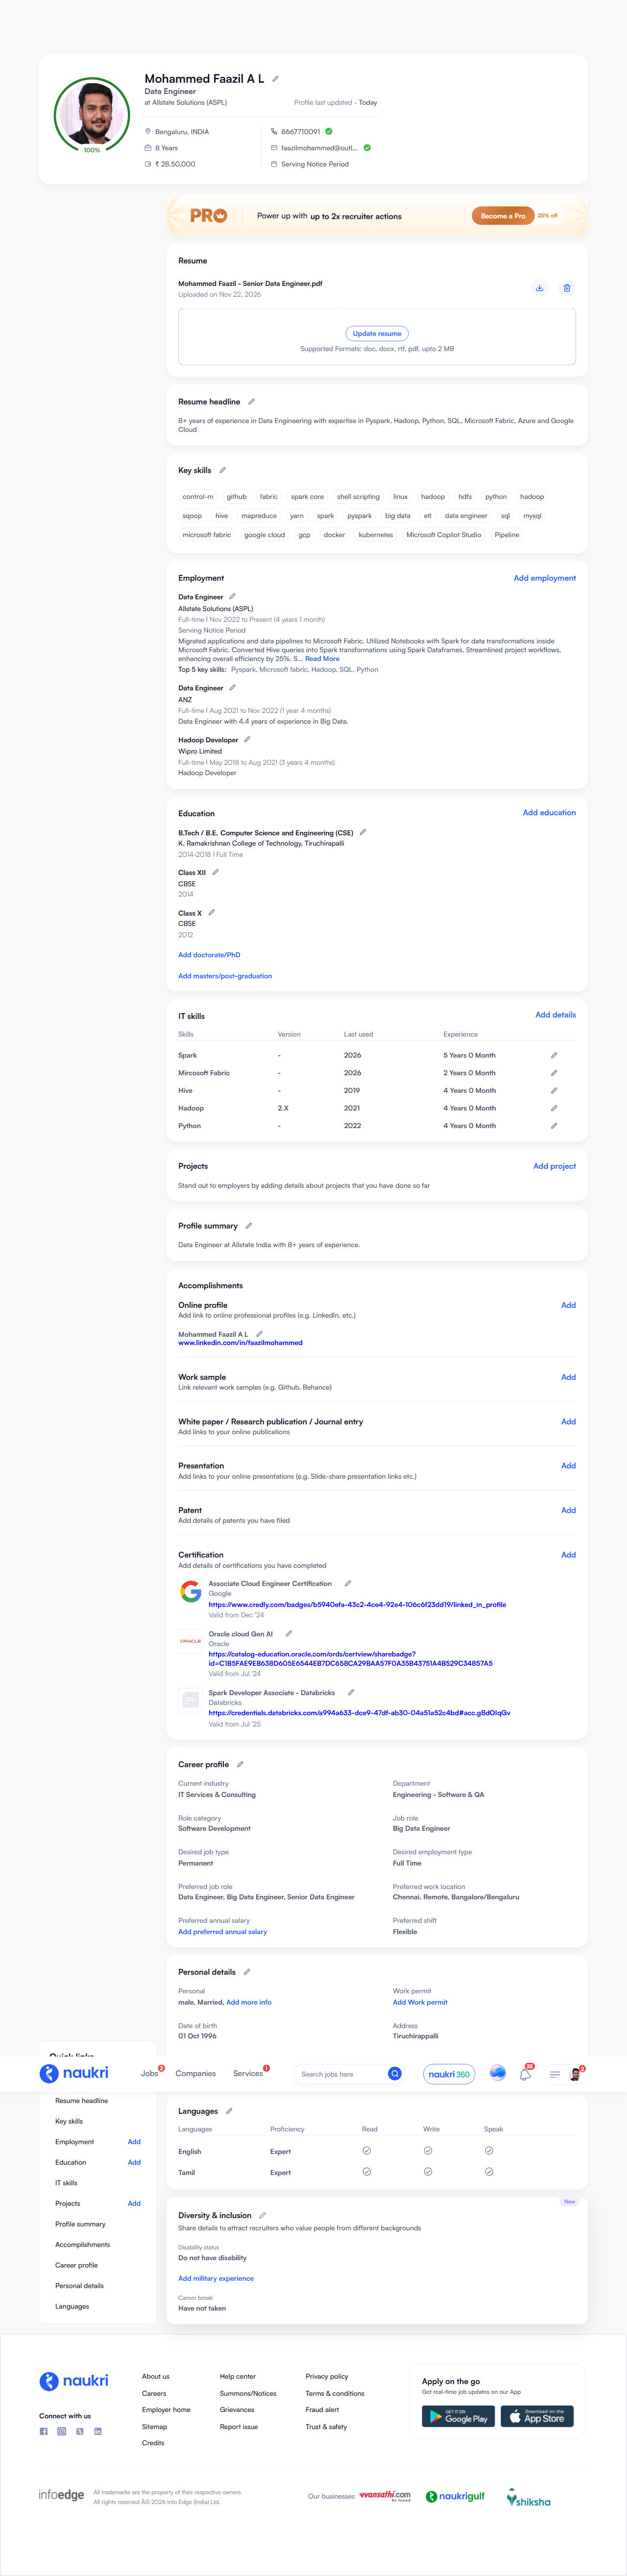 Mohammed Faazil A L
Data Engineer
at Allstate Solutions (ASPL)
Profile last updated - Today
100%
Bengaluru, INDIA
8667710091
8 Years
faazilmohammed@outl...
₹ 28,50,000
Serving Notice Period
PRO
Power up with up to 2x recruiter actions
Become a Pro
25% off
Resume
Mohammed Faazil - Senior Data Engineer.pdf
Uploaded on Nov 22, 2026
Update resume
Supported Formats: doc, docx, rtf, pdf, upto 2 MB
Resume headline
8+ years of experience in Data Engineering with expertise in Pyspark, Hadoop, Python, SQL, Microsoft Fabric, Azure and Google
Cloud
Key skills
control-m github fabric spark core shell scripting linux hadoop hdfs python hadoop
sqoop hive mapreduce yarn spark pyspark big data etl data engineer sql mysql
microsoft fabric google cloud gcp docker kubernetes Microsoft Copilot Studio Pipeline
Employment
Add employment
Data Engineer
Allstate Solutions (ASPL)
Full-time | Nov 2022 to Present (4 years 1 month)
Serving Notice Period
Migrated applications and data pipelines to Microsoft Fabric. Utilized Notebooks with Spark for data transformations inside
Microsoft Fabric. Converted Hive queries into Spark transformations using Spark Dataframes. Streamlined project workflows,
enhancing overall efficiency by 25%. S... Read More
Top 5 key skills: Pyspark, Microsoft fabric, Hadoop, SQL, Python
Data Engineer
ANZ
Full-time | Aug 2021 to Nov 2022 (1 year 4 months)
Data Engineer with 4.4 years of experience in Big Data.
Hadoop Developer
Wipro Limited
Full-time | May 2018 to Aug 2021 (3 years 4 months)
Hadoop Developer
Education
Add education
B.Tech / B.E. Computer Science and Engineering (CSE)
K. Ramakrishnan College of Technology, Tiruchirapalli
2014-2018 | Full Time
Class XII
CBSE
2014
Class X
CBSE
2012
Add doctorate/PhD
Add masters/post-graduation
IT skills
Add details
Skills Version Last used Experience
Spark - 2026 5 Years 0 Month
Mircosoft Fabric - 2026 2 Years 0 Month
Hive - 2019 4 Years 0 Month
Hadoop 2.X 2021 4 Years 0 Month
Python - 2022 4 Years 0 Month
Projects
Add project
Stand out to employers by adding details about projects that you have done so far
Profile summary
Data Engineer at Allstate India with 8+ years of experience.
Accomplishments
Online profile
Add
Add link to online professional profiles (e.g. LinkedIn, etc.)
Mohammed Faazil A L
www.linkedin.com/in/faazilmohammed
Work sample
Add
Link relevant work samples (e.g. Github, Behance)
White paper / Research publication / Journal entry
Add
Add links to your online publications
Presentation
Add
Add links to your online presentations (e.g. Slide-share presentation links etc.)
Patent
Add
Add details of patents you have filed
Certification
Add
Add details of certifications you have completed
Associate Cloud Engineer Certification
Google
https://www.credly.com/badges/b5940efa-43c2-4ce4-92e4-106c6f23dd19/linked_in_profile
Valid from Dec '24
ORACLE
Oracle cloud Gen AI
Oracle
https://catalog-education.oracle.com/ords/certview/sharebadge?
id=C1B5FAE9EB638D605E6544EB7DC658CA29BAA57F0A35B43751A4B529C34857A5
Valid from Jul '24
Spark Developer Associate - Databricks
Databricks
https://credentials.databricks.com/a994a633-dce9-47df-ab30-04a51a52c4bd#acc.g8dOIqGv
Valid from Jul '25
Career profile
Current industry
Department
IT Services & Consulting
Engineering - Software & QA
Role category
Job role
Software Development
Big Data Engineer
Desired job type
Desired employment type
Permanent
Full Time
Preferred job role
Preferred work location
Data Engineer, Big Data Engineer, Senior Data Engineer
Chennai, Remote, Bangalore/Bengaluru
Preferred annual salary
Preferred shift
Add preferred annual salary
Flexible
Personal details
Personal
Work permit
male, Married, Add more info
Add Work permit
Date of birth
Address
01 Oct 1996
Tiruchirappalli
Quick links
naukri
Jobs 2
Companies
Services 1
Search jobs here
naukri 360
35
2
Resume headline
Key skills
Employment Add
Education Add
IT skills
Projects Add
Profile summary
Accomplishments
Career profile
Personal details
Languages
Languages
Languages Proficiency Read Write Speak
English Expert
Tamil Expert
New
Diversity & inclusion
Share details to attract recruiters who value people from different backgrounds
Disability status
Do not have disability
Add military experience
Career break
Have not taken
naukri
Connect with us
About us
Careers
Employer home
Sitemap
Credits
Help center
Summons/Notices
Grievances
Report issue
Privacy policy
Terms & conditions
Fraud alert
Trust & safety
Apply on the go
Get real-time job updates on our App
GET IT ON
Google Play
Download on the
App Store
infoedge
All trademarks are the property of their respective owners
All rights reserved Â© 2026 Info Edge (India) Ltd.
Our businesses
jeevansathi.com
Be found
naukrigulf
shiksha